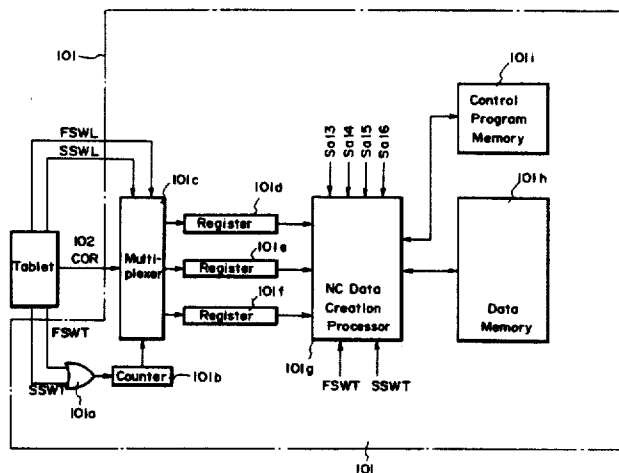 101
101i
Control
Program
Memory
FSWL
SSWL
Sa13
Sa14
Sa15
Sa16
101c
101d
101h
Register
102
COR
Tablet
Multi-
plexer
101e
Register
NC Data
Creation
Processor
101f
Register
Data
Memory
FSWT
Counter
101b
101g
SSWT
101a
FSWT
SSWT
101